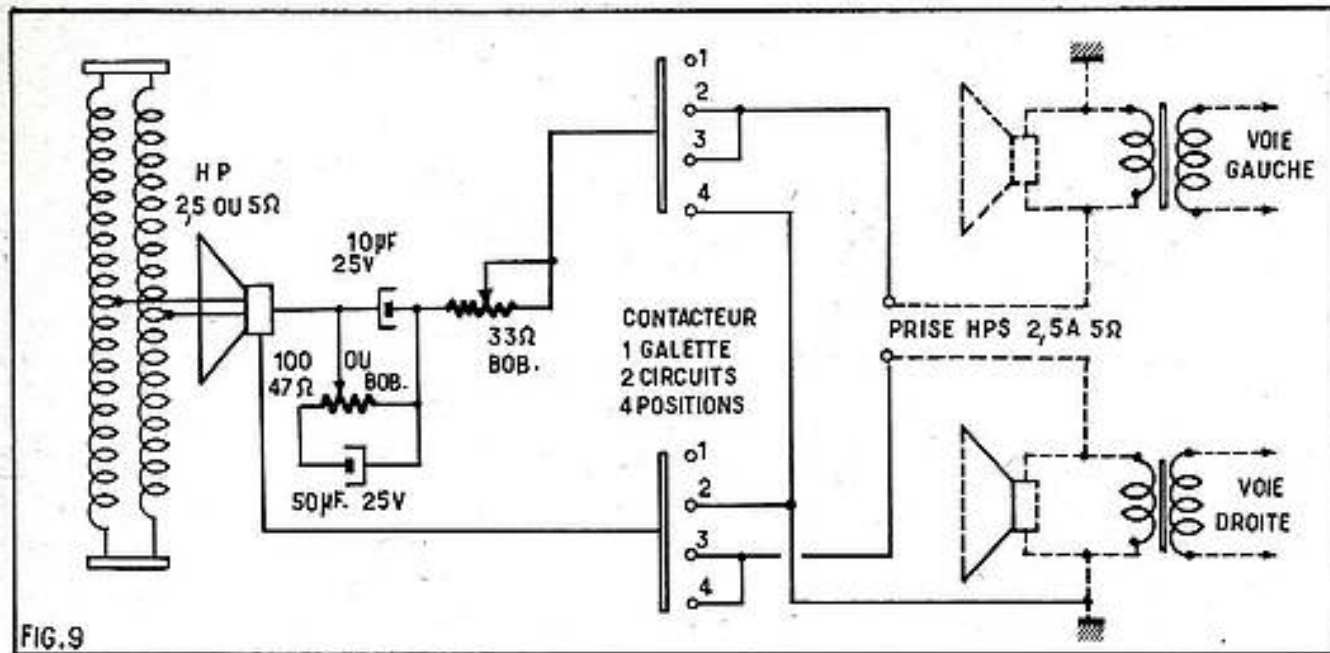 HP
2,5 OU 5Ω
10µF
25V
33Ω
BOB.
100 OU
47Ω BOB.
50µF. 25V
1
2
3
4
CONTACTEUR
1 GALETTE
2 CIRCUITS
4 POSITIONS
1
2
3
4
PRISE HPS 2,5A 5Ω
VOIE
GAUCHE
VOIE
DROITE
FIG.9